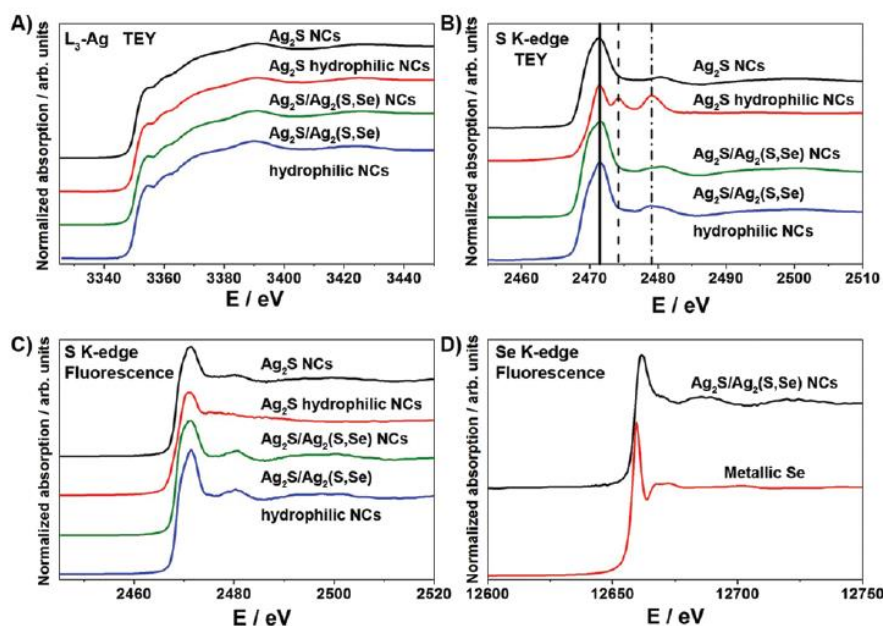 A)
L₃-Ag TEY
Ag₂S NCs
Ag₂S hydrophilic NCs
Ag₂S/Ag₂(S,Se) NCs
Ag₂S/Ag₂(S,Se)
hydrophilic NCs
Normalized absorption / arb. units
3340 3360 3380 3400 3420 3440
E / eV
B)
S K-edge
TEY
Ag₂S NCs
Ag₂S hydrophilic NCs
Ag₂S/Ag₂(S,Se) NCs
Ag₂S/Ag₂(S,Se)
hydrophilic NCs
Normalized absorption / arb. units
2460 2470 2480 2490 2500 2510
E / eV
C)
S K-edge
Fluorescence
Ag₂S NCs
Ag₂S hydrophilic NCs
Ag₂S/Ag₂(S,Se) NCs
Ag₂S/Ag₂(S,Se)
hydrophilic NCs
Normalized absorption / arb. units
2460 2480 2500 2520
E / eV
D)
Se K-edge
Fluorescence
Ag₂S/Ag₂(S,Se) NCs
Metallic Se
Normalized absorption / arb. units
12600 12650 12700 12750
E / eV